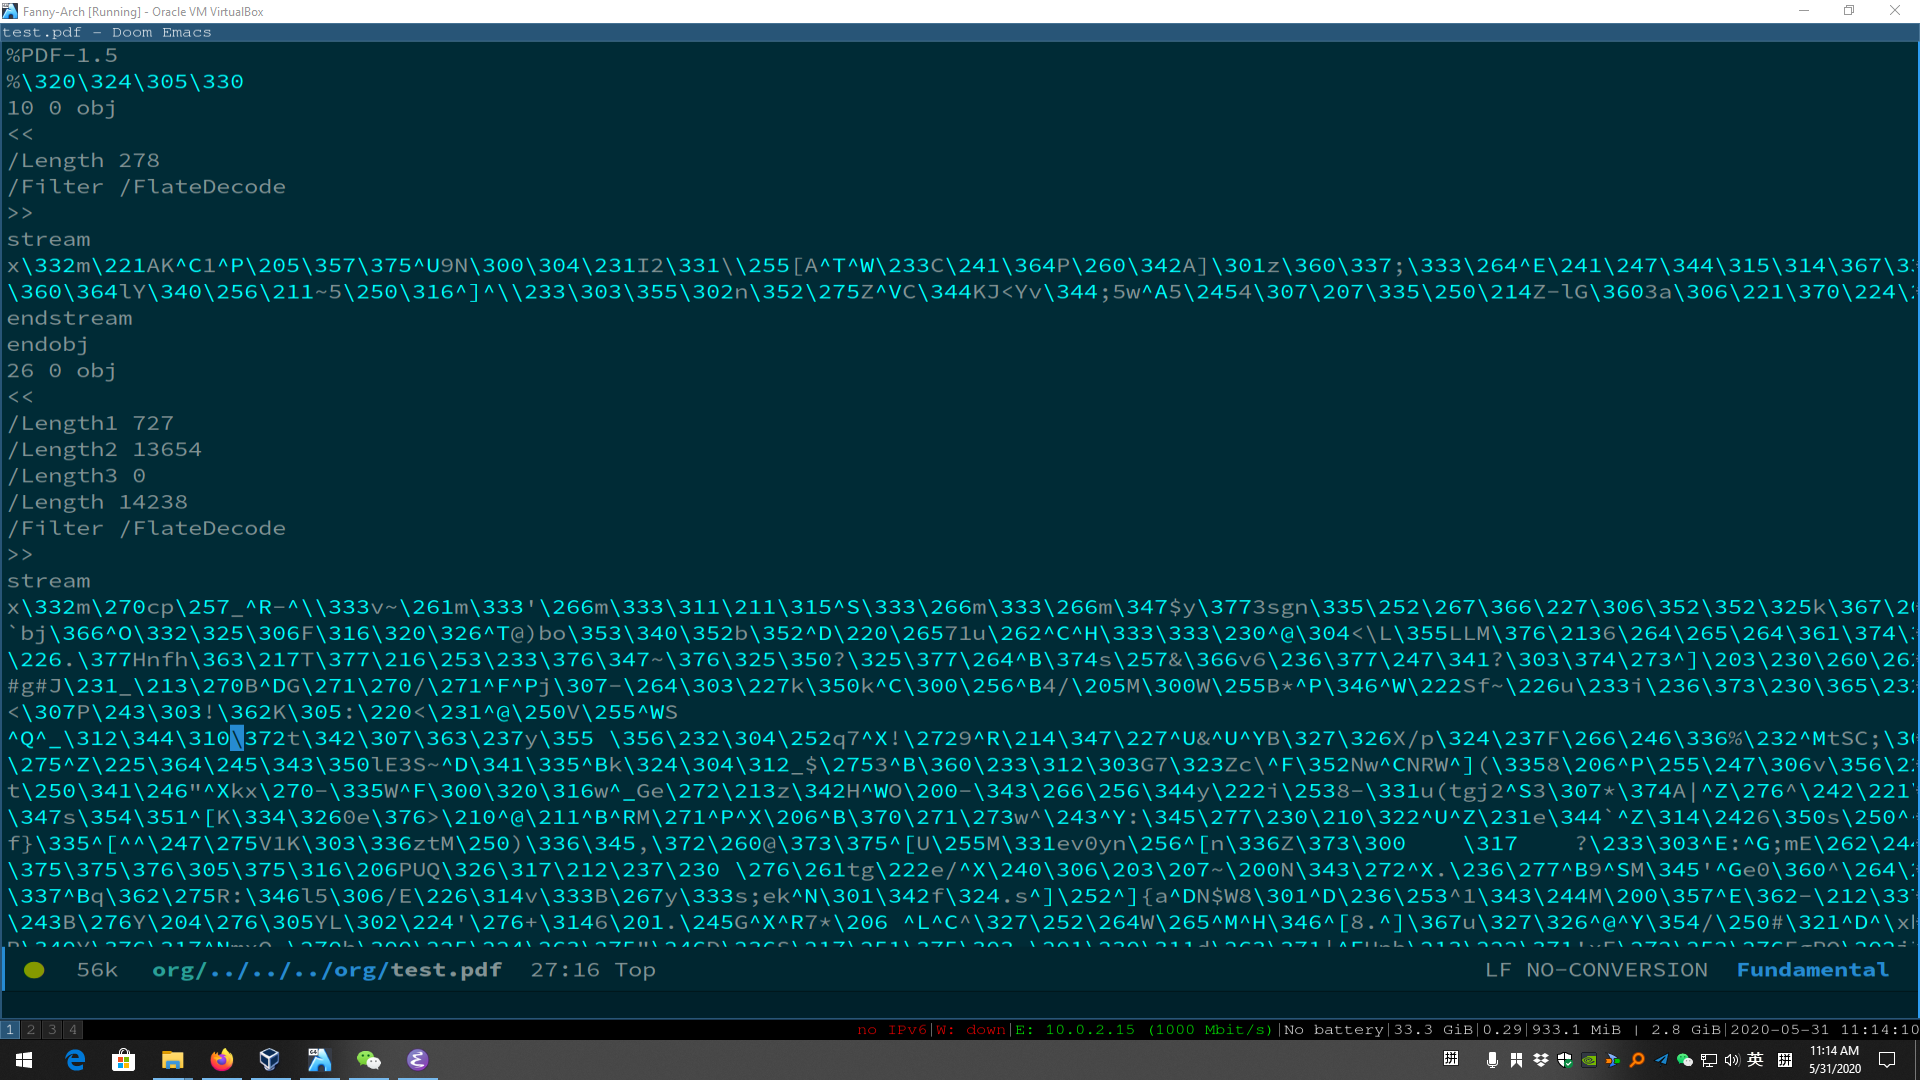 Fanny-Arch [Running] - Oracle VM VirtualBox
test.pdf - Doom Emacs
%PDF-1.5
%\320\324\305\330
10 0 obj
<<
/Length 278
/Filter /FlateDecode
>>
stream
x\332m\221AK^C1^P\205\357\375^U9N\300\304\231I2\331\\\255[A^T^W\233C\241\364P\260\342A]\301z\360\337;\333\264^E\241\247\344\315\314\367\3
\360\364lY\340\256\211~5\250\316^]^\\\233\303\355\302n\352\275Z^VC\344KJ<Yv\344;5w^A5\2454\307\207\335\250\214Z-lG\3603a\306\221\370\224\
endstream
endobj
26 0 obj
<<
/Length1 727
/Length2 13654
/Length3 0
/Length 14238
/Filter /FlateDecode
>>
stream
x\332m\270cp\257_^R-^\\\333v~\261m\333'\266m\333\311\211\315^S\333\266m\333\266m\347$y\3773sgn\335\252\267\366\227\306\352\352\325k\367\2
`bj\366^O\332\325\306F\316\320\326^T@)bo\353\340\352b\352^D\220\26571u\262^C^H\333\333\230^@\304<\L\355LLM\376\2136\264\265\264\361\374\
\226.\377Hnfh\363\217T\377\216\253\233\376\347~\376\325\350?\325\377\264^B\374s\257&\366v6\236\377\247\341?\303\374\273^]\203\230\260\26
#g#J\231_\213\270B^DG\271\270/\271^F^Pj\307-\264\303\227k\350k^C\300\256^B4/\205M\300W\255B*^P\346^W\222Sf~\226u\233i\236\373\230\365\23
<\307P\243\303!\362K\305:\220<\231^@\250V\255^WS
^Q^_\312\344\310\372t\342\307\363\237y\355 \356\232\304\252q7^X!\2729^R\214\347\227^U&^U^YB\327\326X/p\324\237F\266\246\336%\232^MtSC;\3
\275^Z\225\364\245\343\350lE3S~^D\341\335^Bk\324\304\312_$\2753^B\360\233\312\303G7\323Zc\^F\352Nw^CNRW^](\3358\206^P\255\247\306v\356\2
t\250\341\246"^Xkx\270-\335W^F\300\320\316w^_Ge\272\213z\342H^WO\200-\343\266\256\344y\222i\2538-\331u(tgj2^S3\307*\374A|^Z\276^\242\221
\347s\354\351^[K\334\3260e\376>\210^@\211^B^RM\271^P^X\206^B\370\271\273w^\243^Y:\345\277\230\210\322^U^Z\231e\344`^Z\314\2426\350s\250^
f}\335^[^^\247\275V1K\303\336ztM\250)\336\345,\372\260@\373\375^[U\255M\331ev0yn\256^[n\336Z\373\300 \317 ?\233\303^E:^G;mE\262\244
\375\375\376\305\375\316\206PUQ\326\317\212\237\230 \276\261tg\222e/^X\240\306\203\207~\200N\343\272^X.\236\277^B9^SM\345'^Ge0\360^\264\
\337^Bq\362\275R:\346l5\306/E\226\314v\333B\267y\333s;ek^N\301\342f\324.s^]\252^]{a^DN$W8\301^D\236\253^1\343\244M\200\357^E\362-\212\33
\243B\276Y\204\276\305YL\302\224'\276+\3146\201.\245G^X^R7*\206 ^L^C^\327\252\264W\265^M^H\346^[8.^]\367u\327\326^@^Y\354/\250#\321^D^\x
56k org/../../../org/test.pdf 27:16 Top
LF NO-CONVERSION Fundamental
1 2 3 4
no IPv6|W: down|E: 10.0.2.15 (1000 Mbit/s)|No battery|33.3 GiB|0.29|933.1 MiB | 2.8 GiB|2020-05-31 11:14:10
英
拼
11:14 AM
5/31/2020